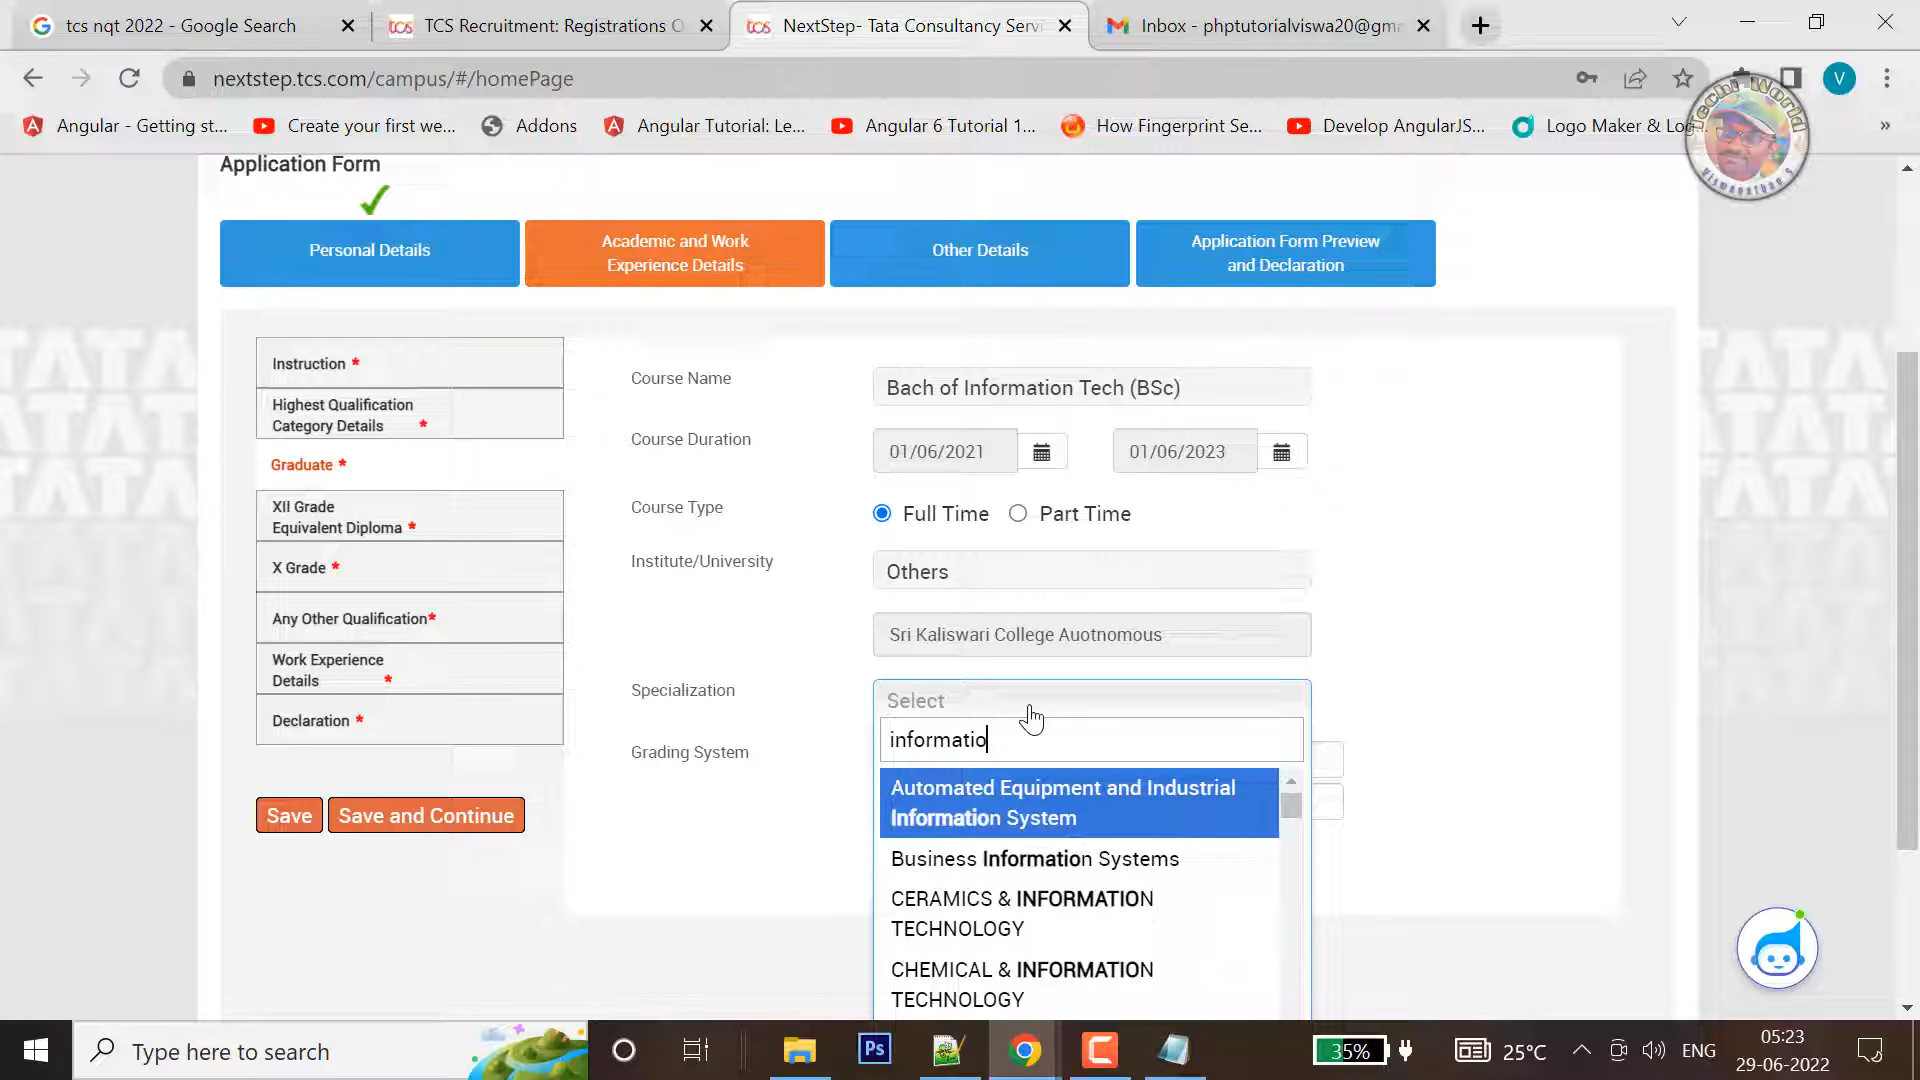 tcs nqt 2022 - Google Search
TCS Recruitment: Registrations O
NextStep- Tata Consultancy Servi
Inbox - phptutorialviswa20@gma
nextstep.tcs.com/campus/#/homePage
V
Angular - Getting st...
Create your first we...
Addons
Angular Tutorial: Le...
Angular 6 Tutorial 1...
How Fingerprint Se...
Develop AngularJS...
Logo Maker & Lo
Techi World
Viswanathan's
Application Form
Personal Details
Academic and Work
Experience Details
Other Details
Application Form Preview
and Declaration
Instruction *
Highest Qualification
Category Details *
Graduate *
XII Grade
Equivalent Diploma *
X Grade *
Any Other Qualification*
Work Experience
Details *
Declaration *
Save
Save and Continue
Course Name
Bach of Information Tech (BSc)
Course Duration
01/06/2021
01/06/2023
Course Type
Full Time
Part Time
Institute/University
Others
Sri Kaliswari College Auotnomous
Specialization
Select
informatio
Grading System
Automated Equipment and Industrial
Information System
Business Information Systems
CERAMICS & INFORMATION
TECHNOLOGY
CHEMICAL & INFORMATION
TECHNOLOGY
Type here to search
Ps
35%
25°C
ENG
05:23
29-06-2022